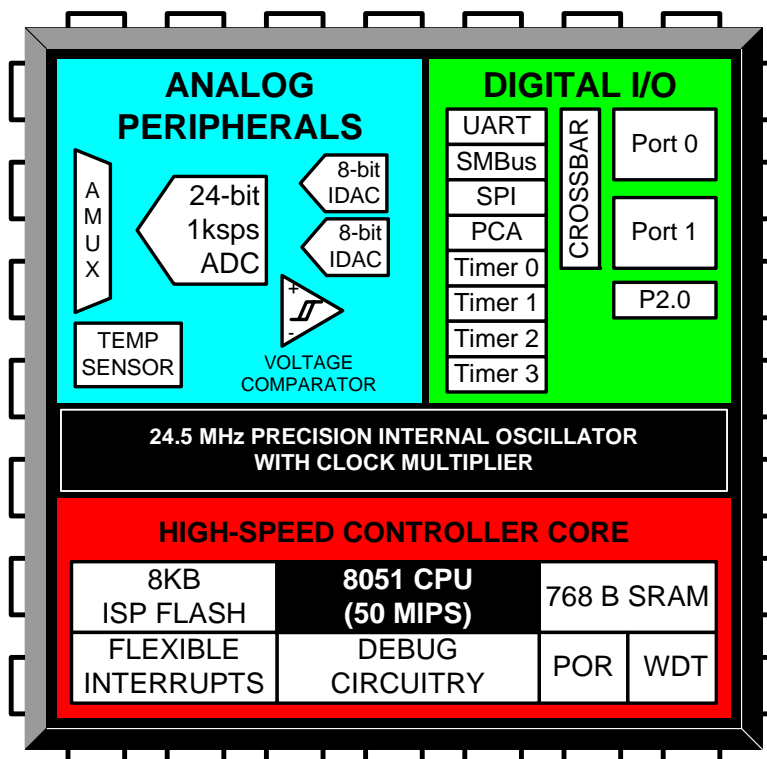 ANALOG
PERIPHERALS
A
M
U
X
24-bit
1ksps
ADC
8-bit
IDAC
8-bit
IDAC
+
-
TEMP
SENSOR
VOLTAGE
COMPARATOR
DIGITAL I/O
UART
SMBus
SPI
PCA
Timer 0
Timer 1
Timer 2
Timer 3
CROSSBAR
Port 0
Port 1
P2.0
24.5 MHz PRECISION INTERNAL OSCILLATOR
WITH CLOCK MULTIPLIER
HIGH-SPEED CONTROLLER CORE
8KB
ISP FLASH
8051 CPU
(50 MIPS)
768 B SRAM
FLEXIBLE
INTERRUPTS
DEBUG
CIRCUITRY
POR
WDT